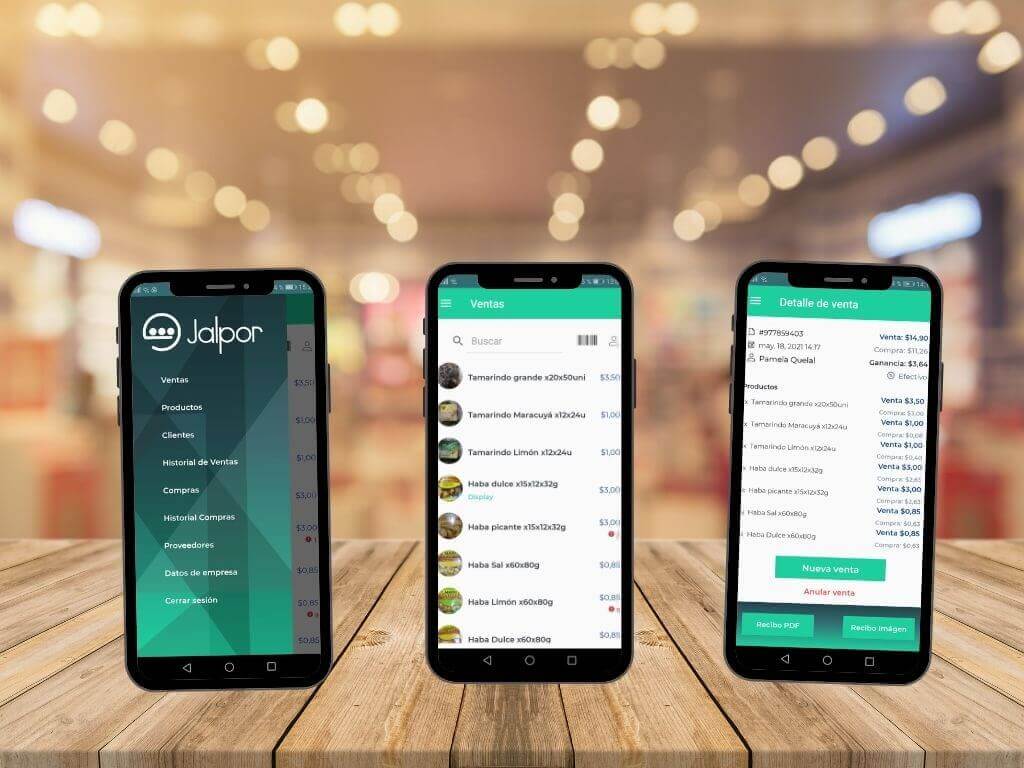 Jalpor
Ventas
Productos
Clientes
Historial de Ventas
Compras
Historial Compras
Proveedores
Datos de empresa
Cerrar sesión
$3,50
$1,00
$1,00
$3,00
$3,00
$0,85
$0,85
$0,85
Ventas
Buscar
Tamarindo grande x20x50uni $3,50
Tamarindo Maracuyá x12x24u $1,00
Tamarindo Limón x12x24u $1,00
Haba dulce x15x12x32g $3,00
Display
Haba picante x15x12x32g $3,00
Haba Sal x60x80g $0,85
Haba Limón x60x80g $0,85
Haba Dulce x60x80g $0,85
Detalle de venta
#977859403 Venta: $14,90
may, 18, 2021 14:17 Compra: $11,26
Pamela Quelal Ganancia: $3,64
Efectivo
Productos
x Tamarindo grande x20x50uni Venta $3,50
Compra: $3,00
x Tamarindo Maracuyá x12x24u Venta $1,00
Compra: $0,08
x Tamarindo Limón x12x24u Venta $1,00
Compra: $0,40
x Haba dulce x15x12x32g Venta $3,00
Compra: $2,63
x Haba picante x15x12x32g Venta $3,00
Compra: $2,63
Haba Sal x60x80g Venta $0,85
Compra: $0,63
Haba Dulce x60x80g Venta $0,85
Compra: $0,63
Nueva venta
Anular venta
Recibo PDF Recibo Imágen